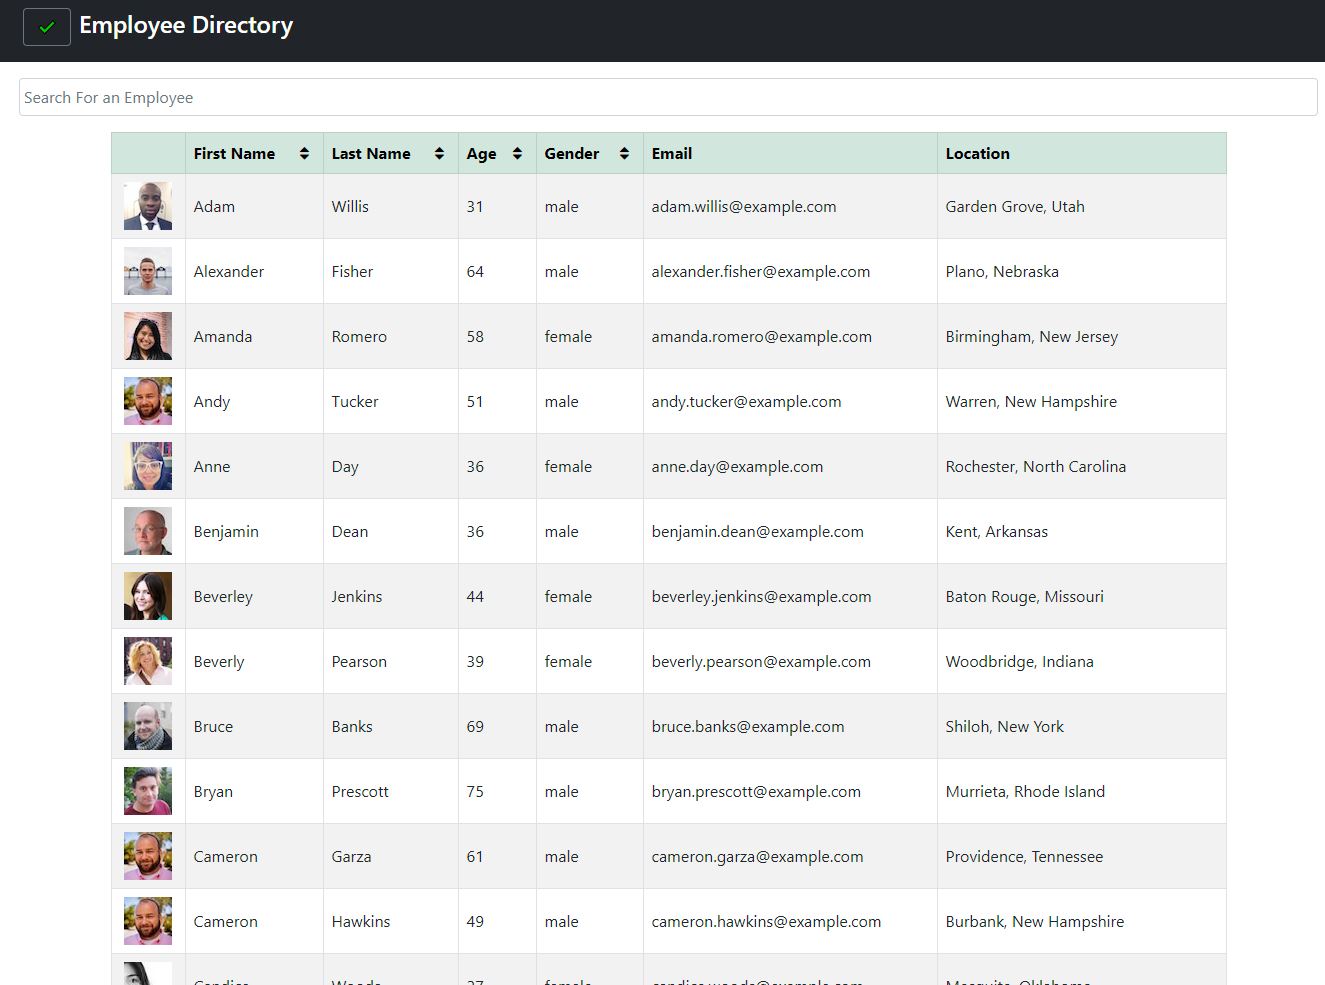 Employee Directory
Search For an Employee
First Name Last Name Age Gender Email Location
Adam Willis 31 male adam.willis@example.com Garden Grove, Utah
Alexander Fisher 64 male alexander.fisher@example.com Plano, Nebraska
Amanda Romero 58 female amanda.romero@example.com Birmingham, New Jersey
Andy Tucker 51 male andy.tucker@example.com Warren, New Hampshire
Anne Day 36 female anne.day@example.com Rochester, North Carolina
Benjamin Dean 36 male benjamin.dean@example.com Kent, Arkansas
Beverley Jenkins 44 female beverley.jenkins@example.com Baton Rouge, Missouri
Beverly Pearson 39 female beverly.pearson@example.com Woodbridge, Indiana
Bruce Banks 69 male bruce.banks@example.com Shiloh, New York
Bryan Prescott 75 male bryan.prescott@example.com Murrieta, Rhode Island
Cameron Garza 61 male cameron.garza@example.com Providence, Tennessee
Cameron Hawkins 49 male cameron.hawkins@example.com Burbank, New Hampshire